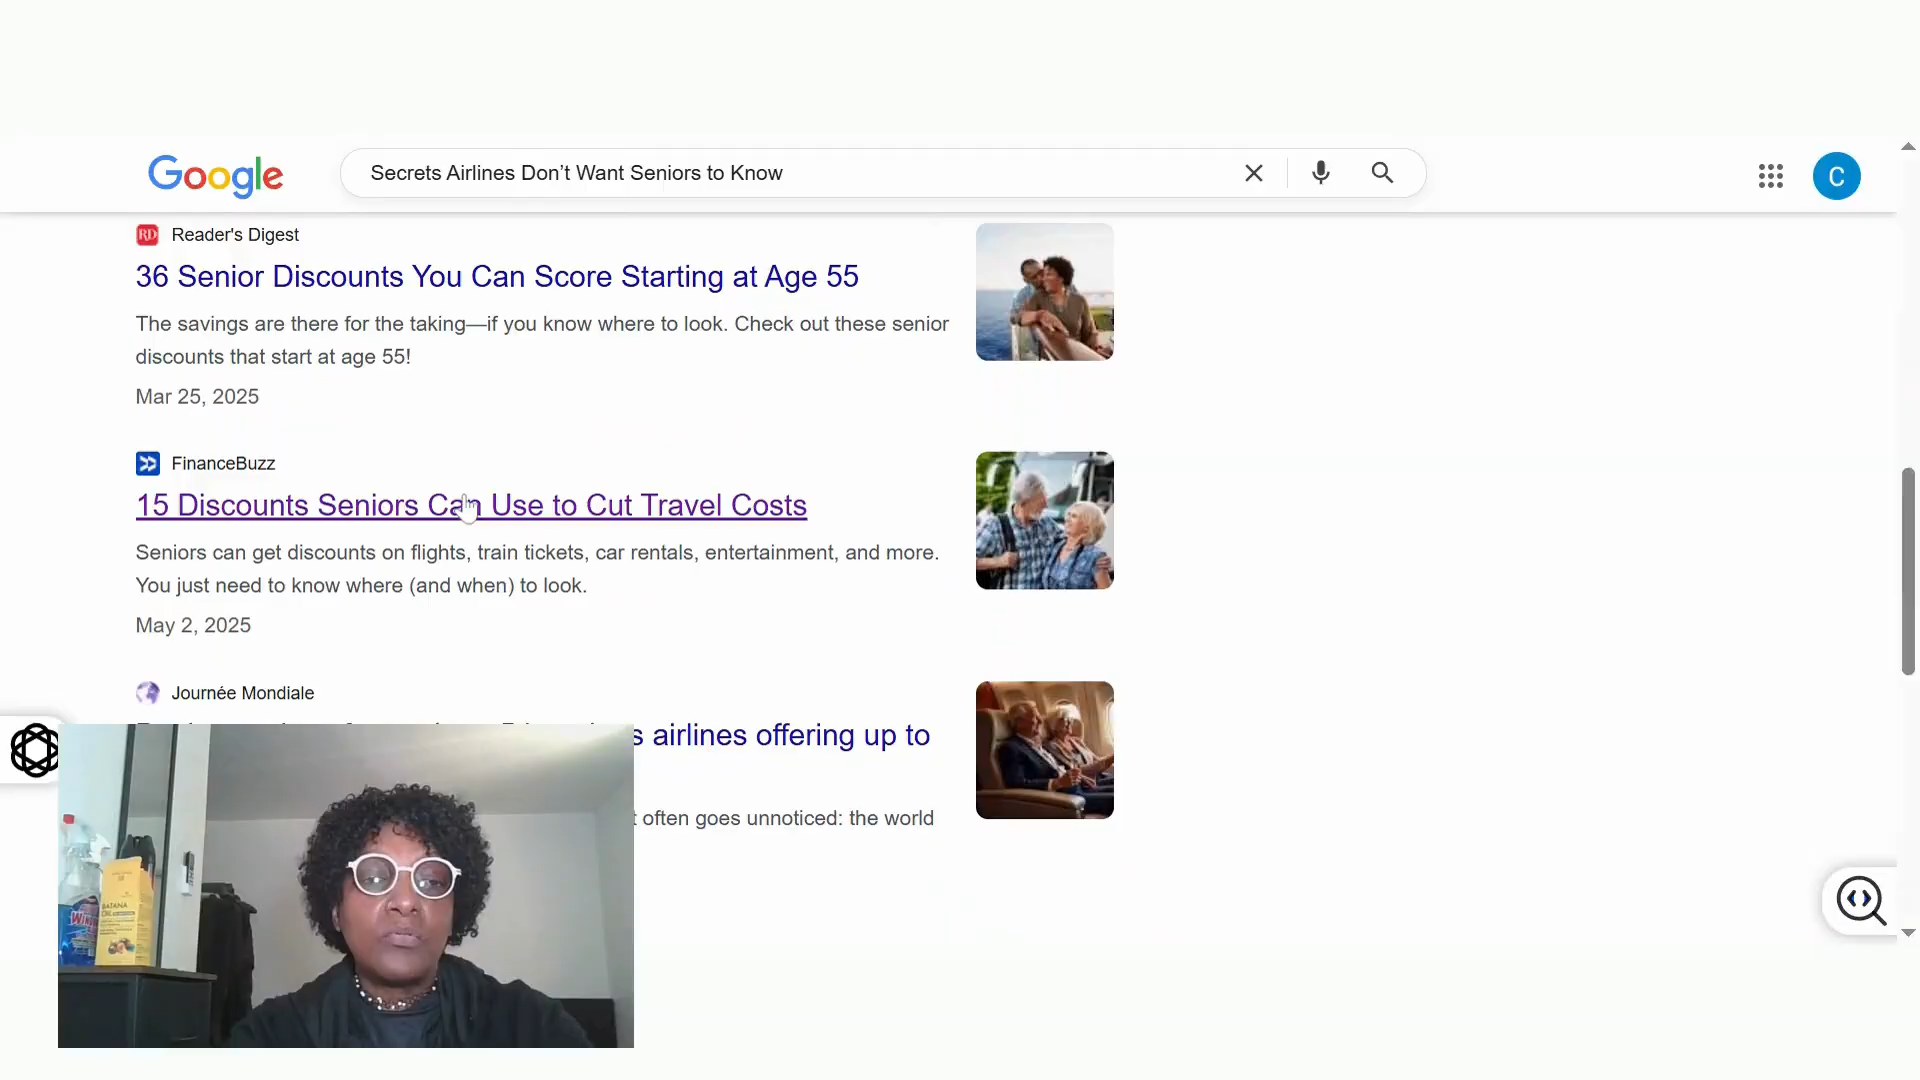 Google
Secrets Airlines Don’t Want Seniors to Know
C
RD
Reader's Digest
36 Senior Discounts You Can Score Starting at Age 55
The savings are there for the taking—if you know where to look. Check out these senior
discounts that start at age 55!
Mar 25, 2025
FinanceBuzz
15 Discounts Seniors Can Use to Cut Travel Costs
Seniors can get discounts on flights, train tickets, car rentals, entertainment, and more.
You just need to know where (and when) to look.
May 2, 2025
Journée Mondiale
airlines offering up to
often goes unnoticed: the world
BATANA
OIL